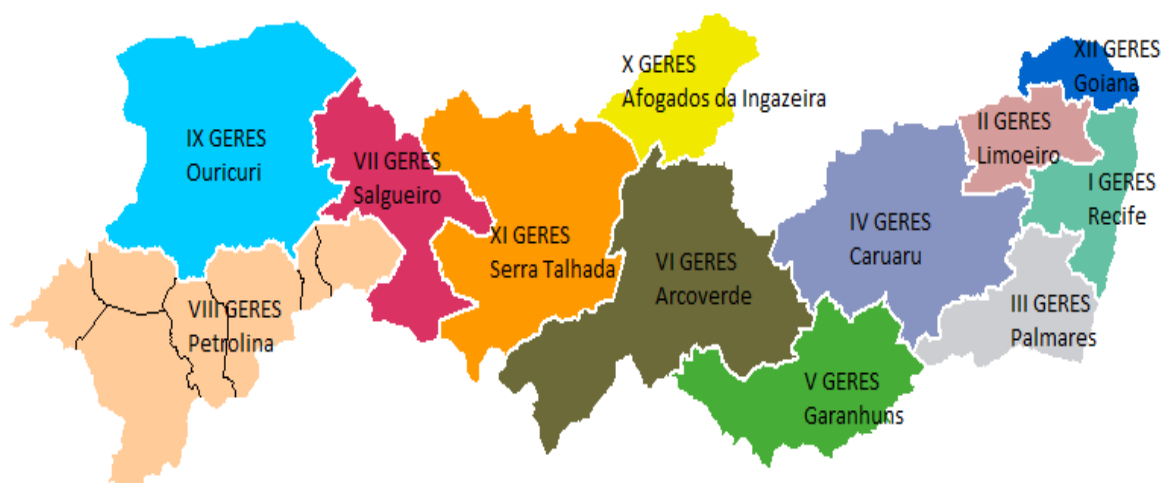 XII GERES
Goiana
X GERES
Afogados da Ingazeira
II GERES
Limoeiro
IX GERES
Ouricuri
VII GERES
Salgueiro
I GERES
Recife
IV GERES
Caruaru
XI GERES
Serra Talhada
VI GERES
Arcoverde
VIII GERES
Petrolina
III GERES
Palmares
V GERES
Garanhuns